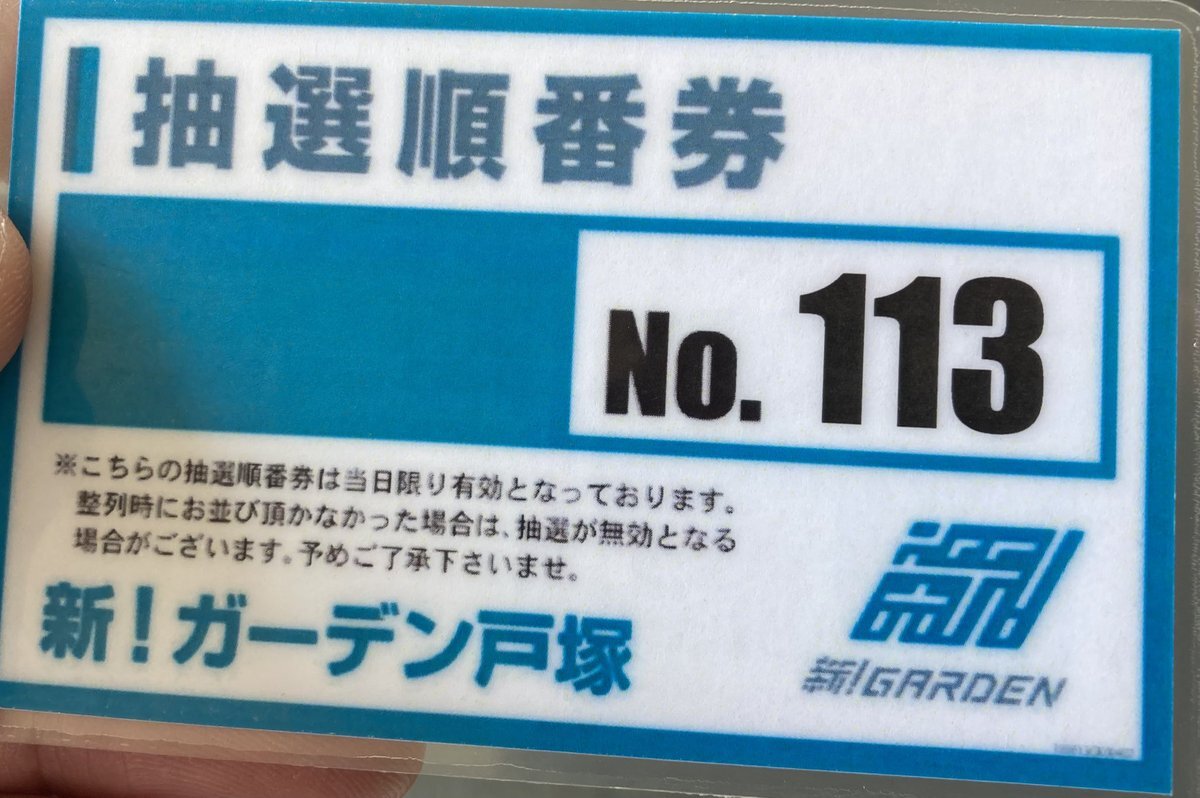 抽選順番券
No. 113
※こちらの抽選順番券は当日限り有効となっております。
整列時にお並び頂かなかった場合は、抽選が無効となる
場合がございます。予めご了承下さいませ。
新！ガーデン戸塚
新!GARDEN